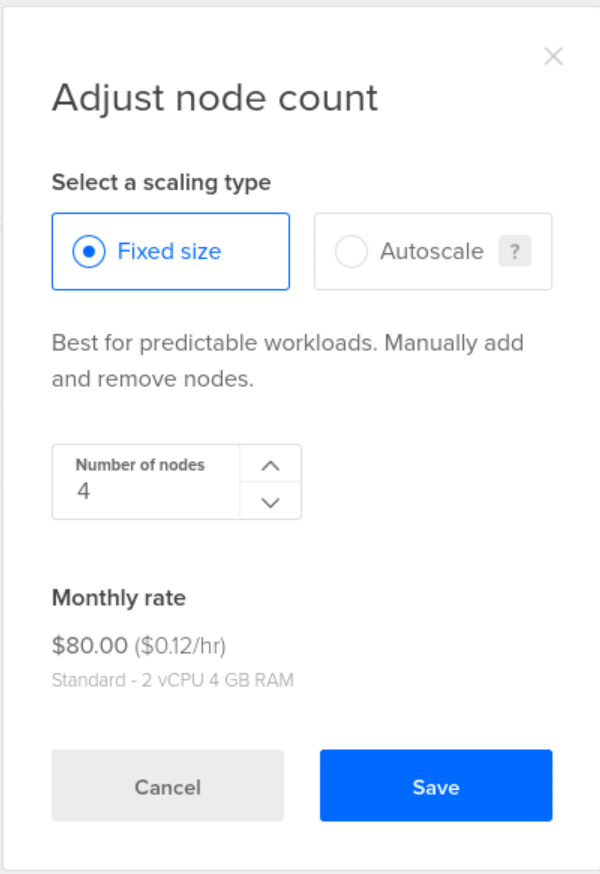 Adjust node count
Select a scaling type
Fixed size
Autoscale ?
Best for predictable workloads. Manually add
and remove nodes.
Number of nodes
4
Monthly rate
$80.00 ($0.12/hr)
Standard - 2 vCPU 4 GB RAM
Cancel
Save